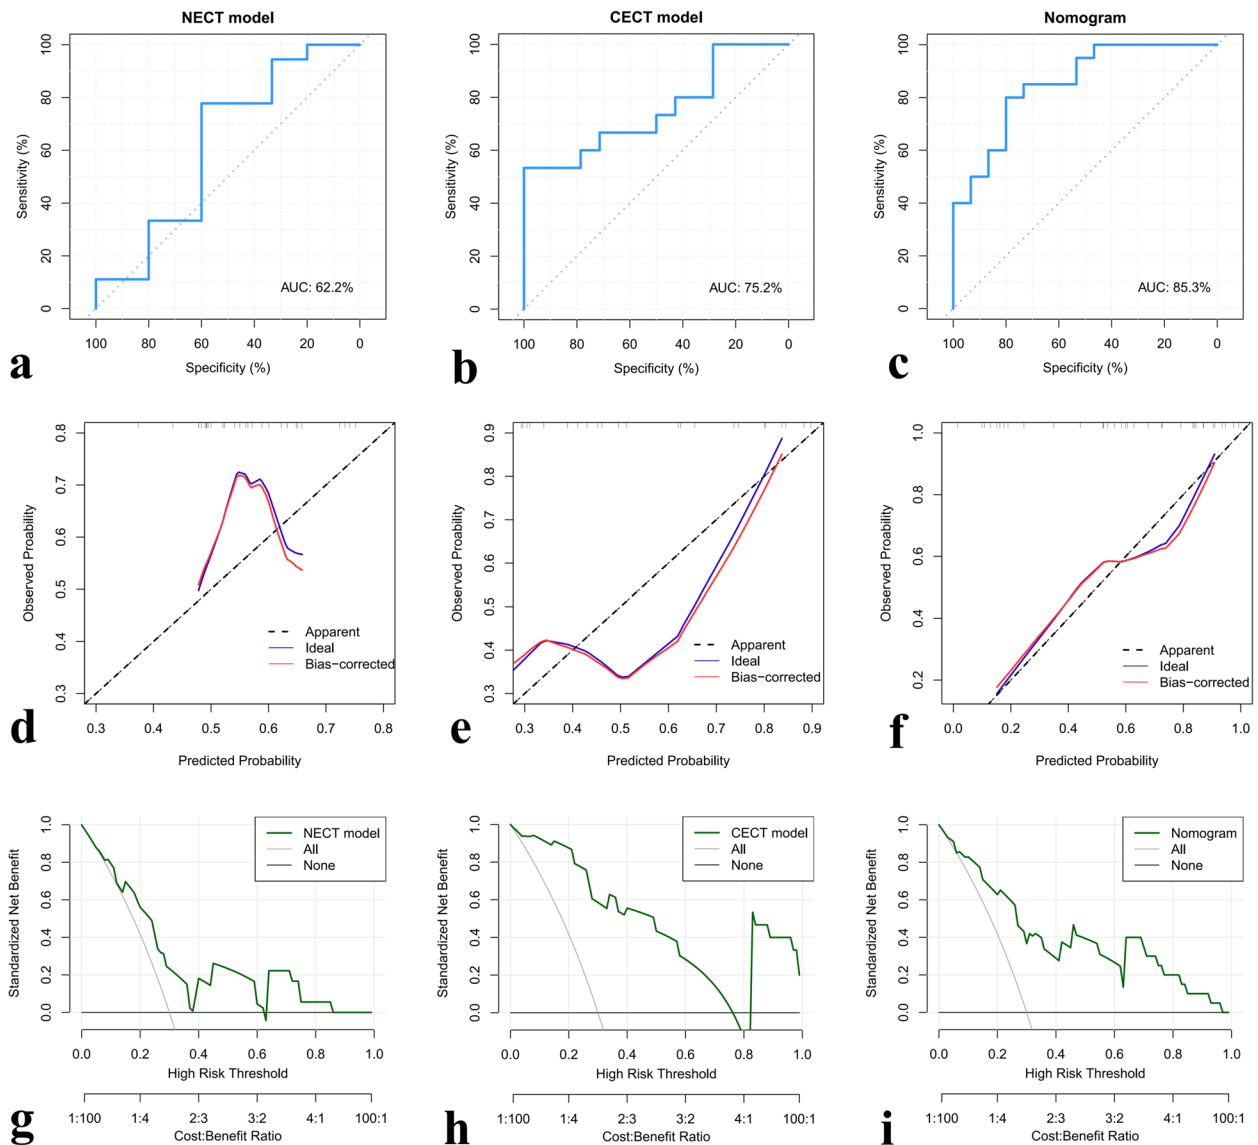 NECT model
CECT model
Nomogram
Sensitivity (%)
0 20 40 60 80 100
AUC: 62.2%
100 80 60 40 20 0
Specificity (%)
a
Sensitivity (%)
0 20 40 60 80 100
AUC: 75.2%
100 80 60 40 20 0
Specificity (%)
b
Sensitivity (%)
0 20 40 60 80 100
AUC: 85.3%
100 80 60 40 20 0
Specificity (%)
c
Observed Proability
0.3 0.4 0.5 0.6 0.7 0.8
Apparent
Ideal
Bias-corrected
0.3 0.4 0.5 0.6 0.7 0.8
Predicted Probability
d
Observed Proability
0.3 0.4 0.5 0.6 0.7 0.8 0.9
Apparent
Ideal
Bias-corrected
0.3 0.4 0.5 0.6 0.7 0.8 0.9
Predicted Probability
e
Observed Proability
0.2 0.4 0.6 0.8 1.0
Apparent
Ideal
Bias-corrected
0.0 0.2 0.4 0.6 0.8 1.0
Predicted Probability
f
Standardized Net Benefit
0.0 0.2 0.4 0.6 0.8 1.0
NECT model
All
None
0.0 0.2 0.4 0.6 0.8 1.0
High Risk Threshold
1:100 1:4 2:3 3:2 4:1 100:1
Cost:Benefit Ratio
g
Standardized Net Benefit
0.0 0.2 0.4 0.6 0.8 1.0
CECT model
All
None
0.0 0.2 0.4 0.6 0.8 1.0
High Risk Threshold
1:100 1:4 2:3 3:2 4:1 100:1
Cost:Benefit Ratio
h
Standardized Net Benefit
0.0 0.2 0.4 0.6 0.8 1.0
Nomogram
All
None
0.0 0.2 0.4 0.6 0.8 1.0
High Risk Threshold
1:100 1:4 2:3 3:2 4:1 100:1
Cost:Benefit Ratio
i